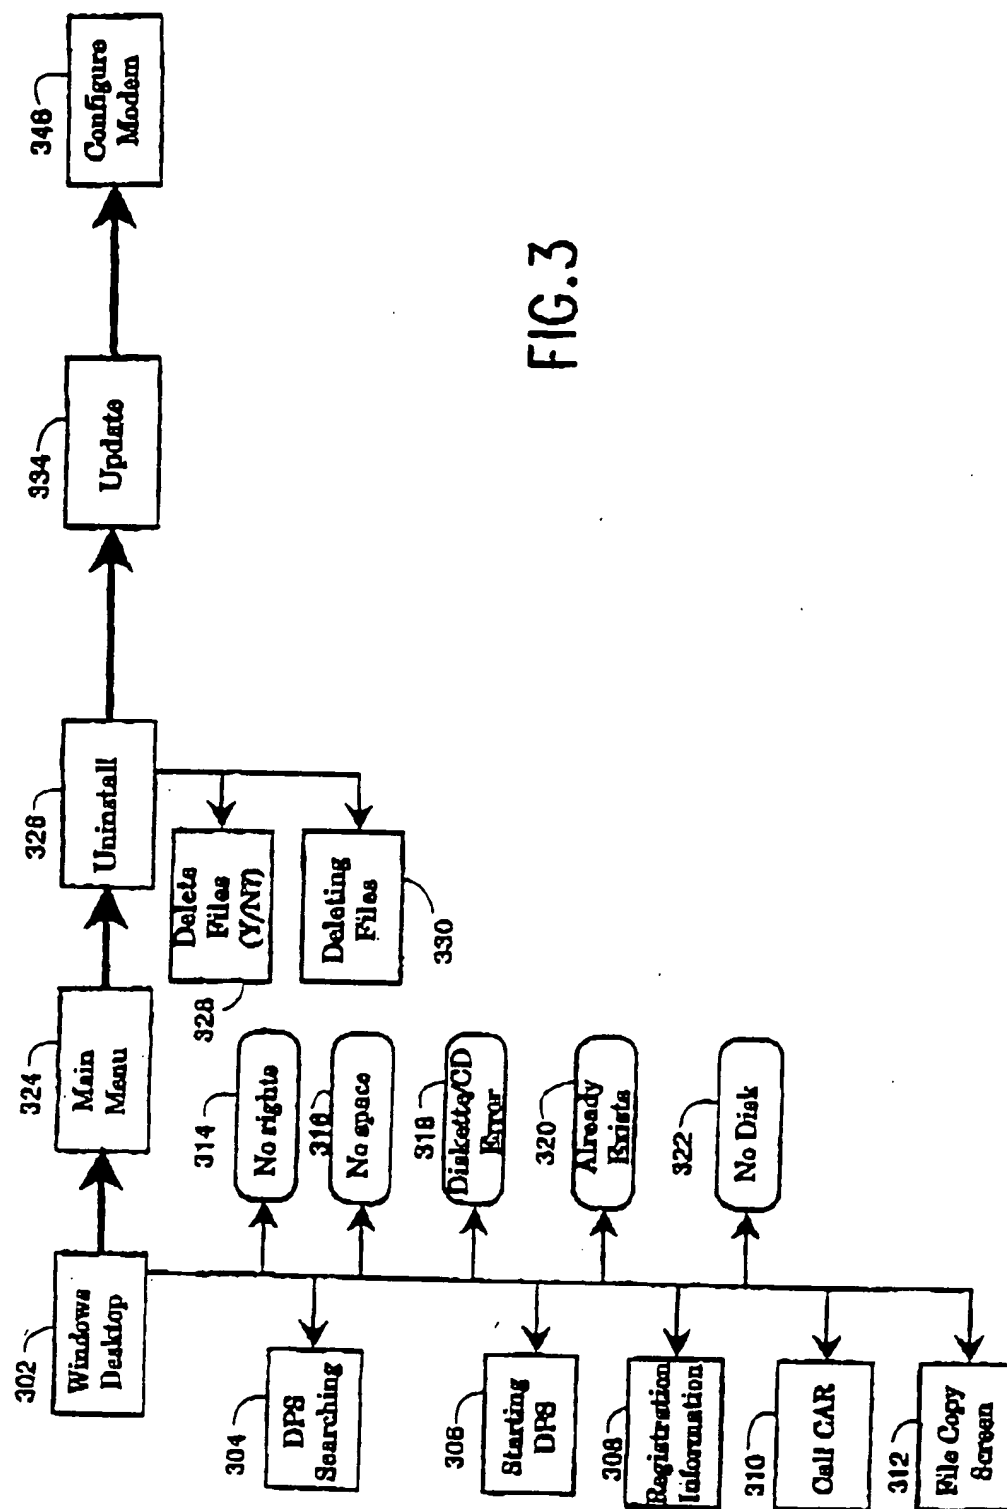 302
Windows
Desktop
324
Main
Menu
326
Uninstall
334
Update
346
Configure
Modem
304
DPS
Searching
314
No rights
328
Delete
Files
(Y/N?)
316
No space
330
Deleting
Files
306
Starting
DPS
318
Diskette/CD
Error
308
Registration
Information
320
Already
Exists
310
Call CAR
322
No Disk
312
File Copy
Screen
FIG.3